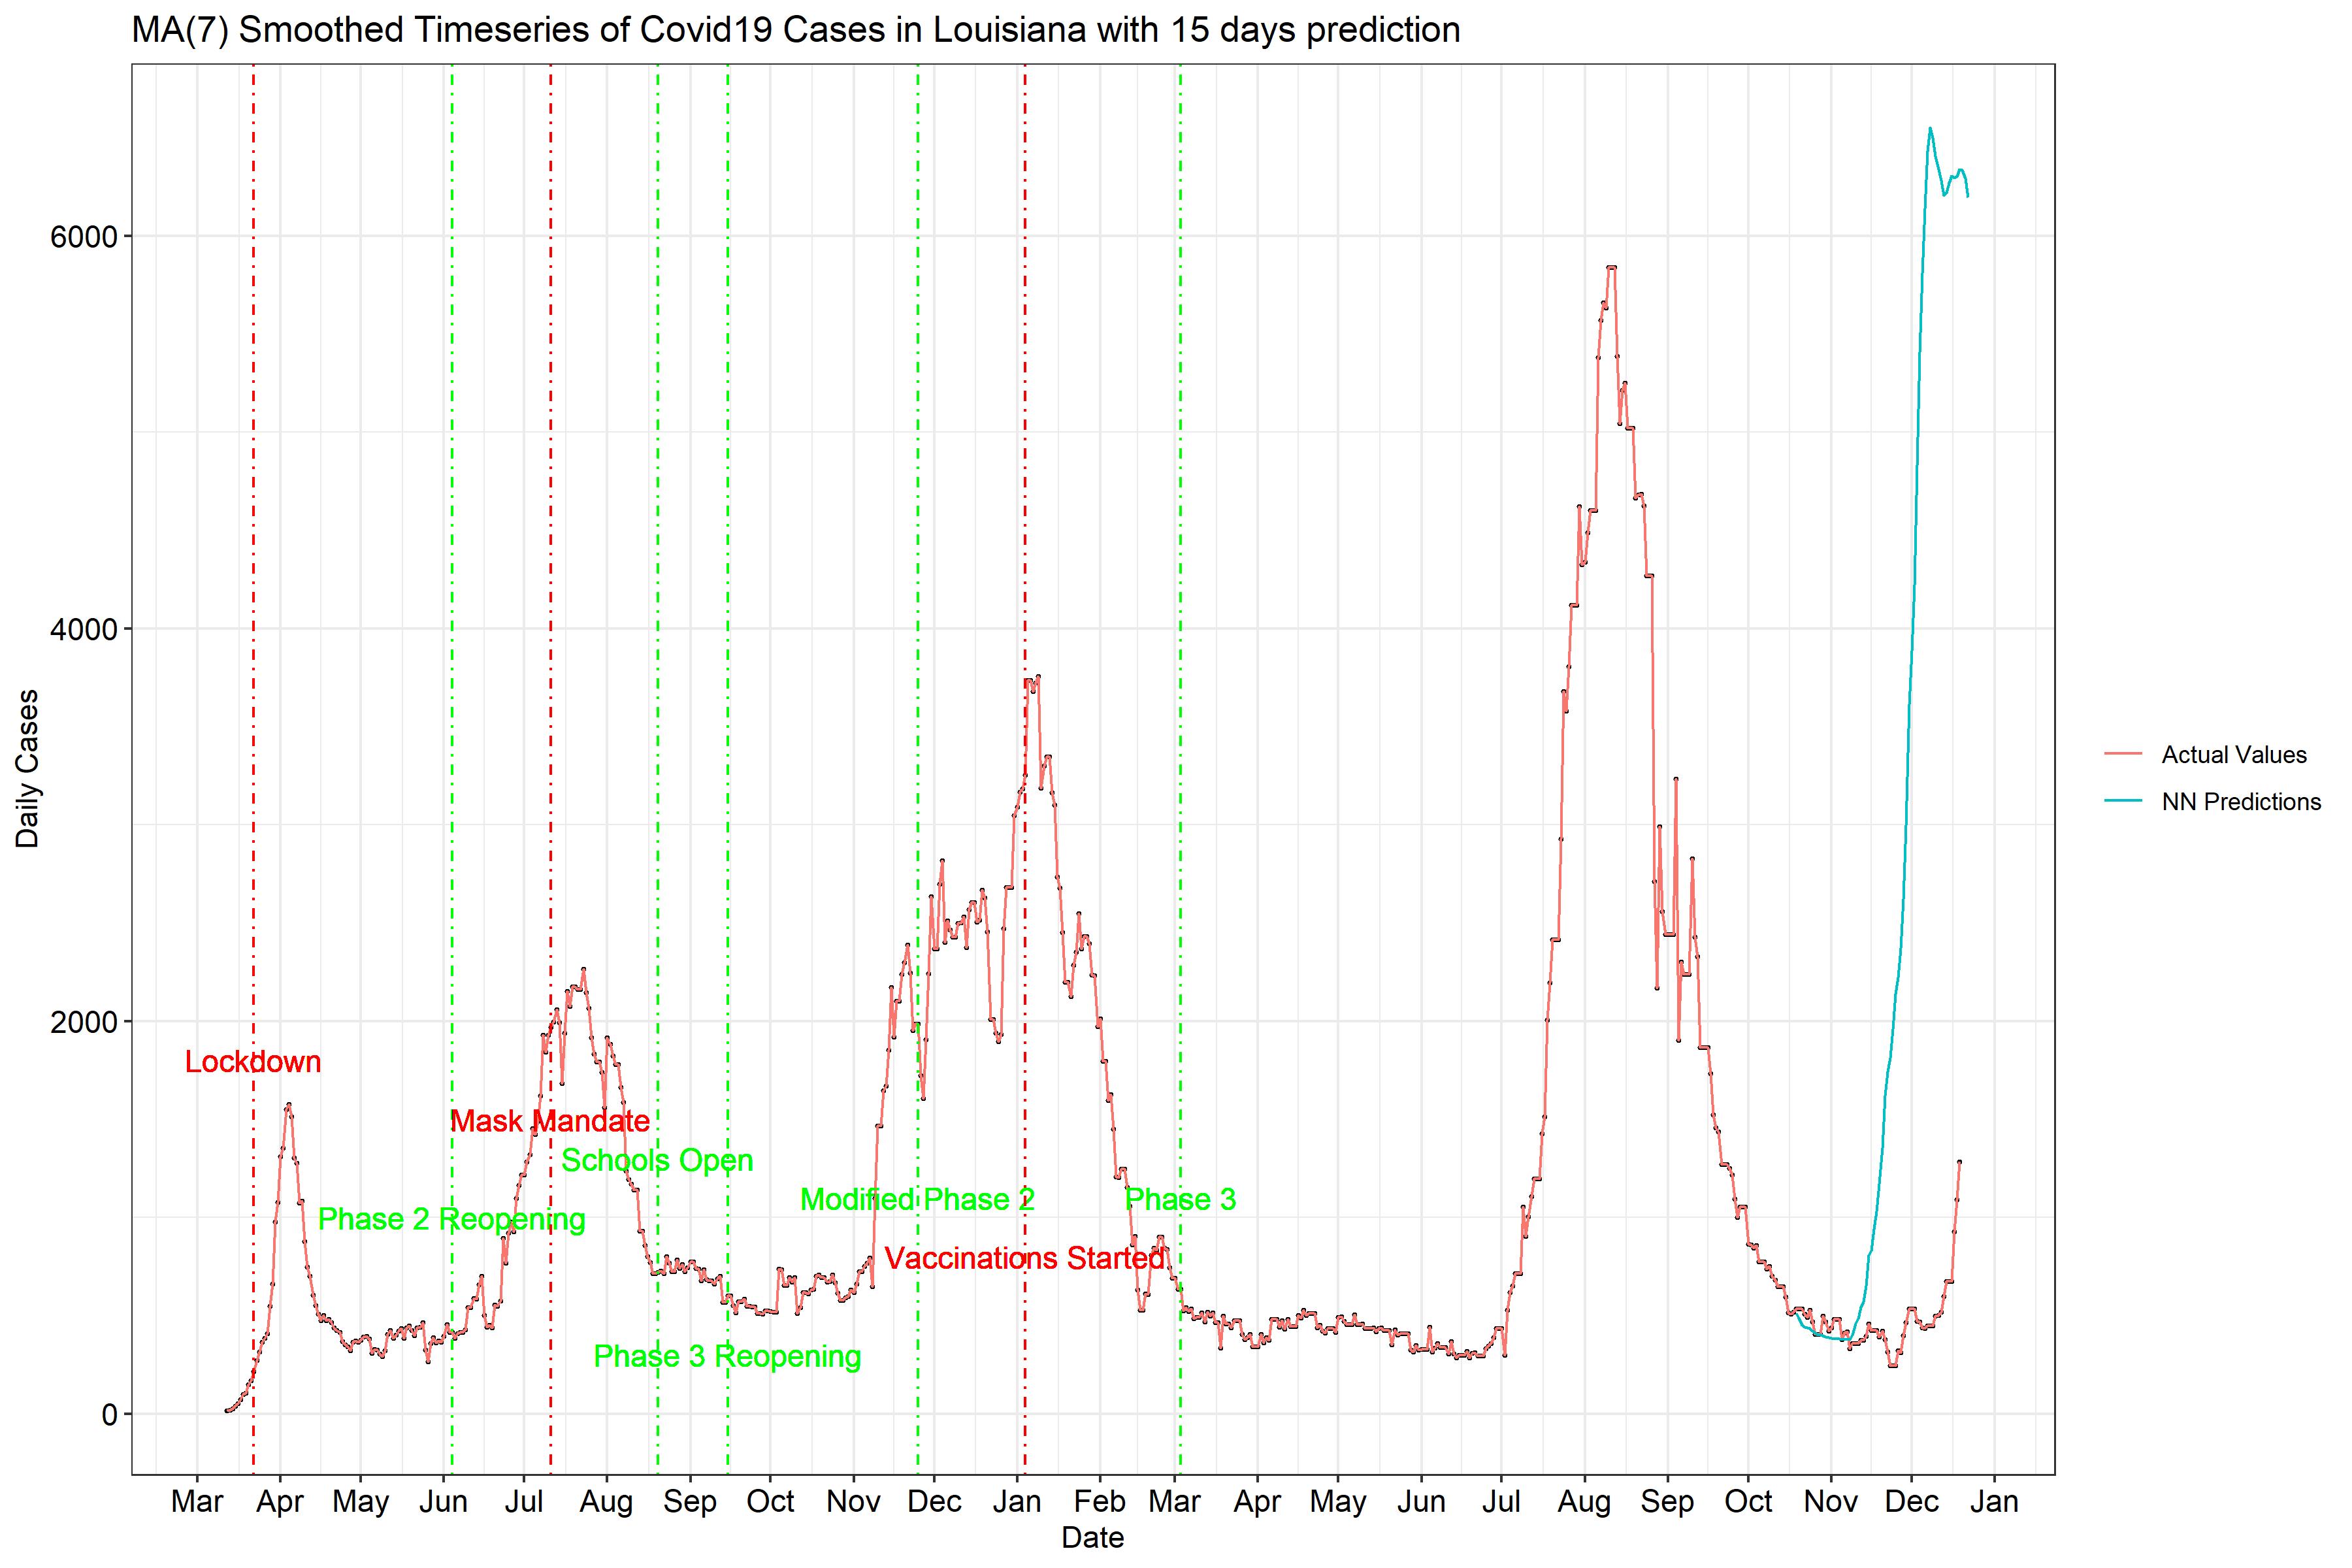 MA(7) Smoothed Timeseries of Covid19 Cases in Louisiana with 15 days prediction
6000
4000
2000
0
Daily Cases
Lockdown
Mask Mandate
Schools Open
Modified Phase 2
Phase 3
Phase 2 Reopening
Vaccinations Started
Phase 3 Reopening
Actual Values
NN Predictions
Mar Apr May Jun Jul Aug Sep Oct Nov Dec Jan Feb Mar Apr May Jun Jul Aug Sep Oct Nov Dec Jan
Date